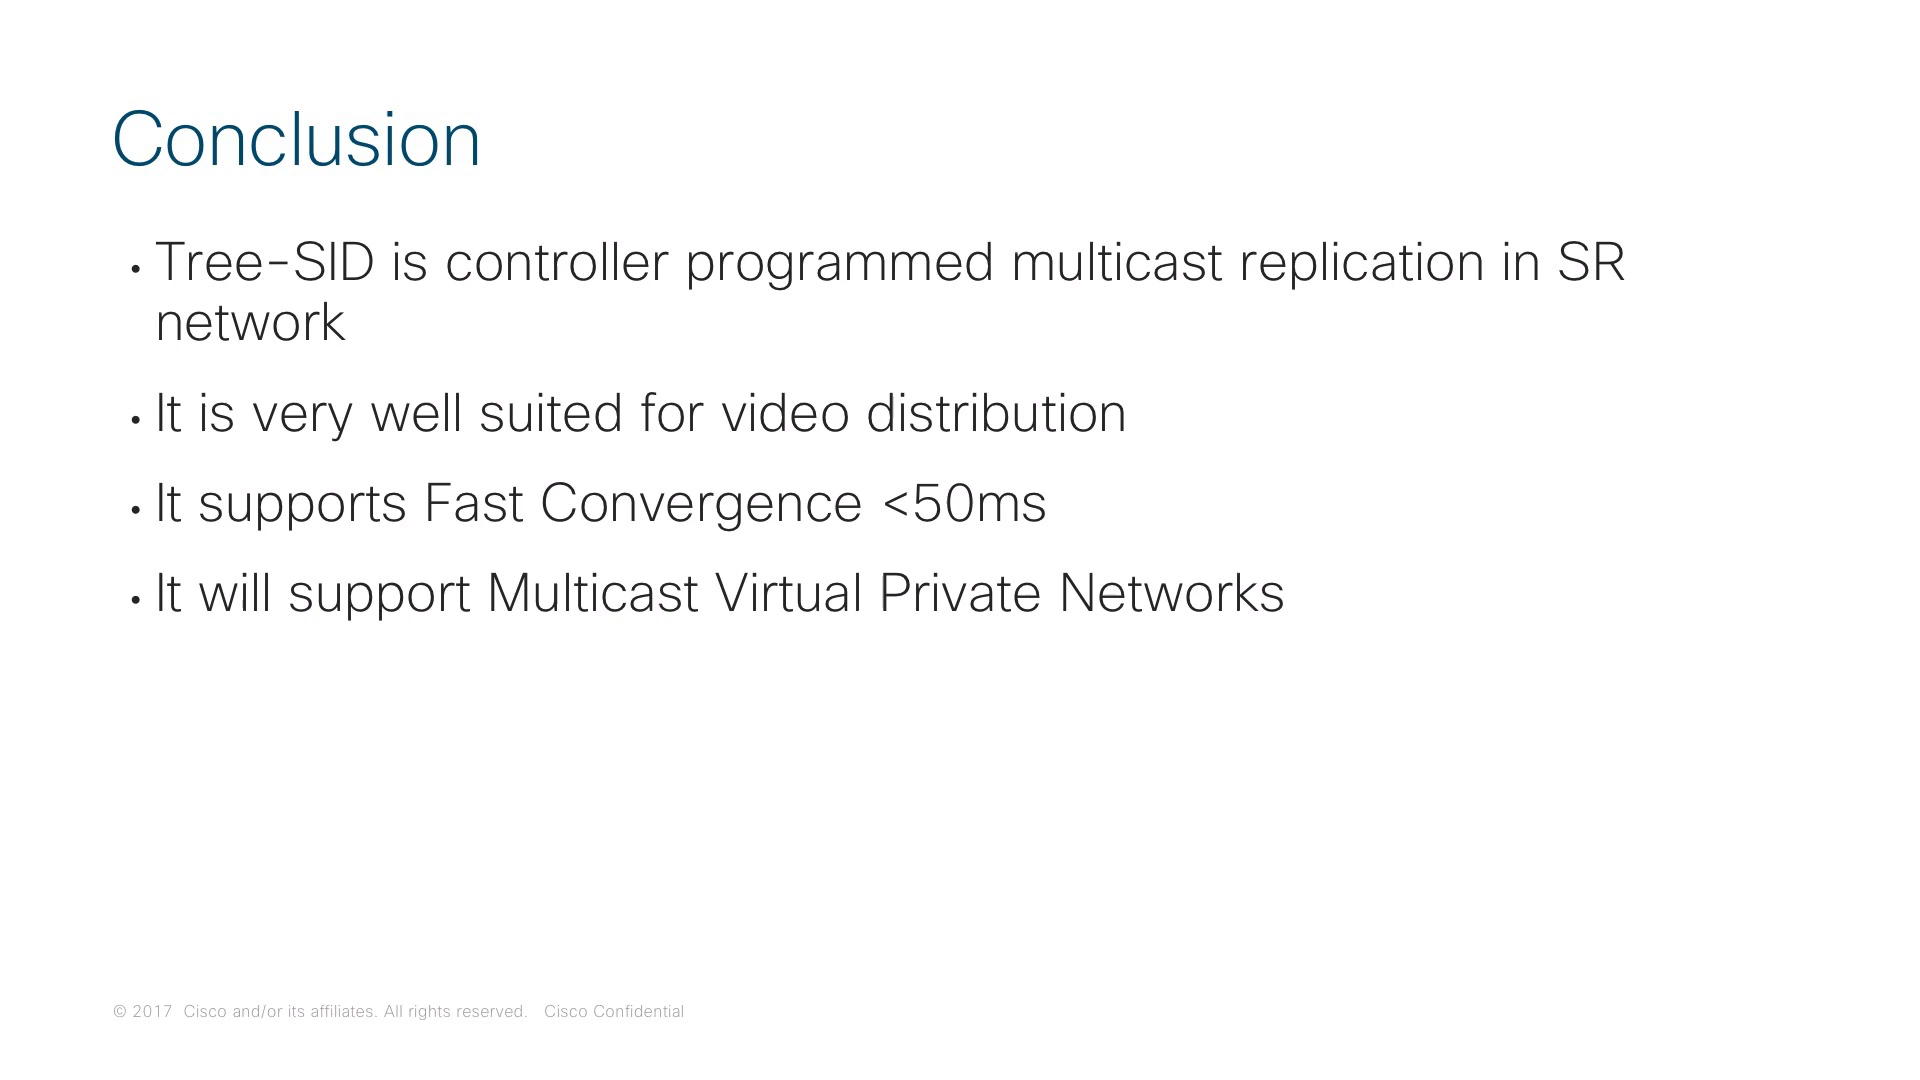 Conclusion
• Tree-SID is controller programmed multicast replication in SR
network
• It is very well suited for video distribution
• It supports Fast Convergence <50ms
• It will support Multicast Virtual Private Networks
© 2017 Cisco and/or its affiliates. All rights reserved. Cisco Confidential